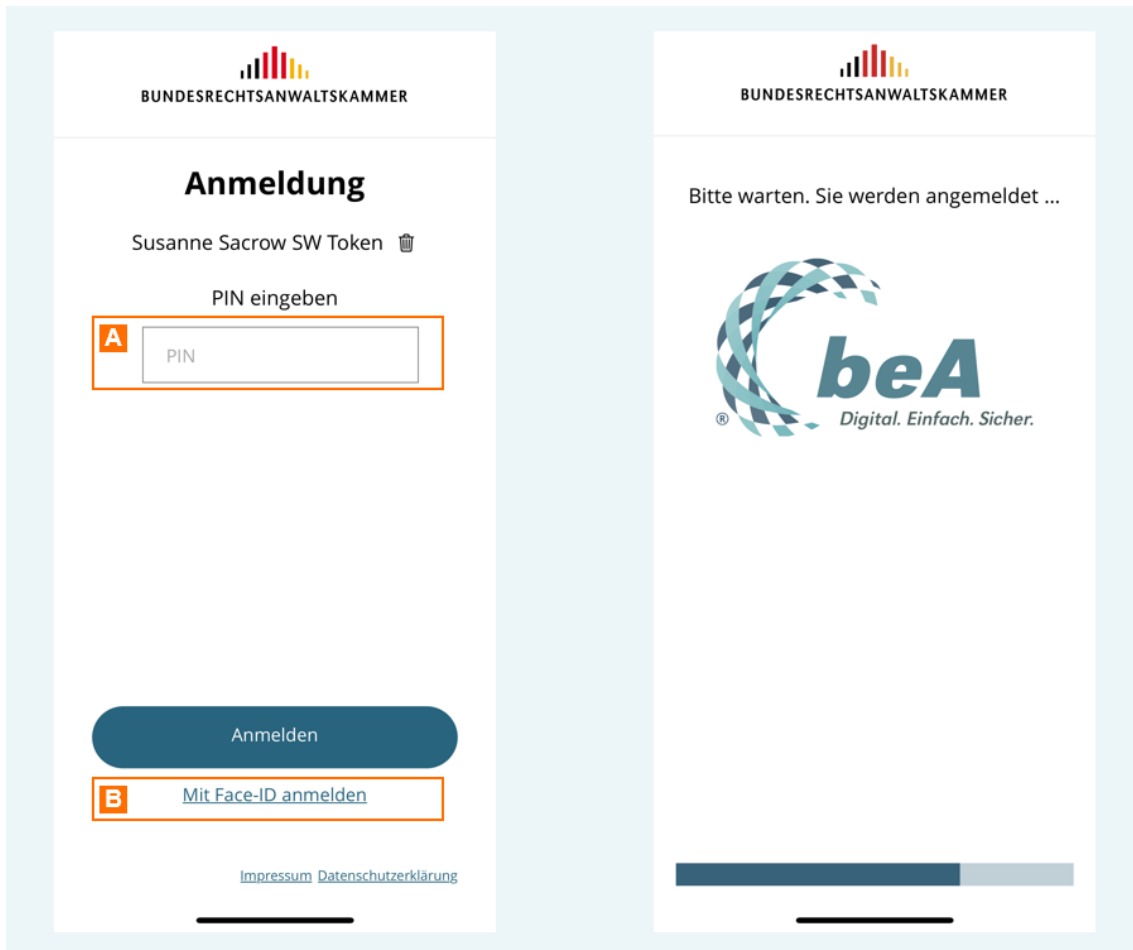 BUNDESRECHTSANWALTSKAMMER
Anmeldung
Susanne Sacrow SW Token
PIN eingeben
A
PIN
Anmelden
B Mit Face-ID anmelden
Impressum Datenschutzerklärung
BUNDESRECHTSANWALTSKAMMER
Bitte warten. Sie werden angemeldet ...
beA
® Digital. Einfach. Sicher.